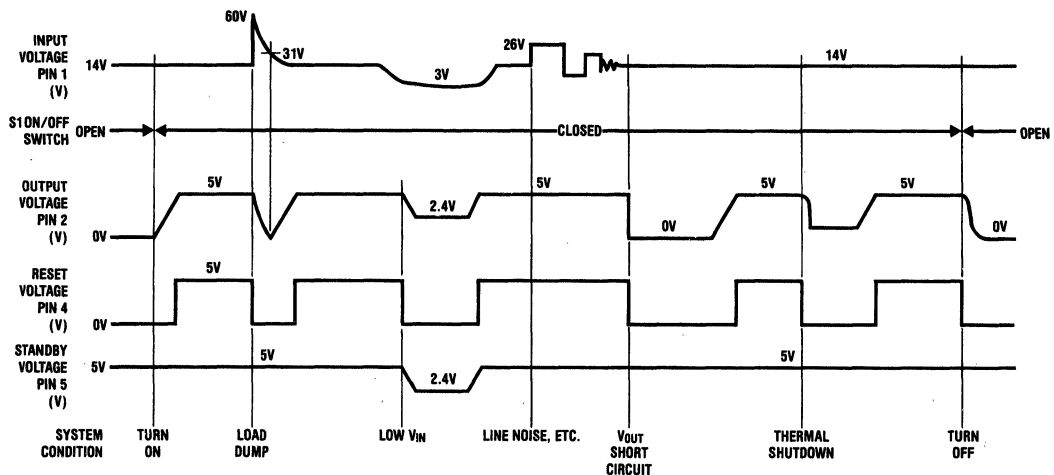 60V
INPUT
VOLTAGE
PIN 1
(V)
14V
31V
3V
26V
14V
S1 ON/OFF
SWITCH
OPEN
CLOSED
OPEN
OUTPUT
VOLTAGE
PIN 2
(V)
0V
5V
2.4V
5V
0V
5V
5V
0V
RESET
VOLTAGE
PIN 4
(V)
0V
5V
STANDBY
VOLTAGE
PIN 5
(V)
5V
5V
2.4V
5V
SYSTEM
CONDITION
TURN
ON
LOAD
DUMP
LOW VIN
LINE NOISE, ETC.
VOUT
SHORT
CIRCUIT
THERMAL
SHUTDOWN
TURN
OFF